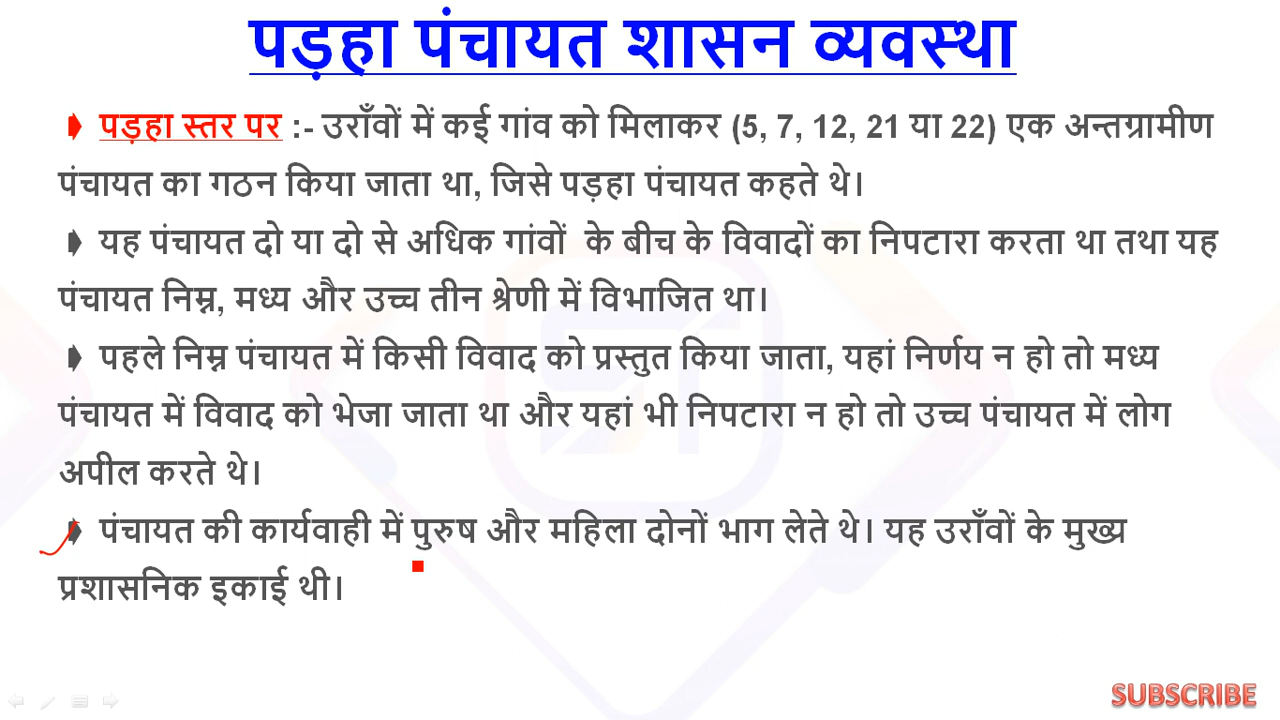 पड़हा पंचायत शासन व्यवस्था
➧ पड़हा स्तर पर :- उराँवों में कई गांव को मिलाकर (5, 7, 12, 21 या 22) एक अन्तग्रामीण
पंचायत का गठन किया जाता था, जिसे पड़हा पंचायत कहते थे।
➧ यह पंचायत दो या दो से अधिक गांवों के बीच के विवादों का निपटारा करता था तथा यह
पंचायत निम्न, मध्य और उच्च तीन श्रेणी में विभाजित था।
➧ पहले निम्न पंचायत में किसी विवाद को प्रस्तुत किया जाता, यहां निर्णय न हो तो मध्य
पंचायत में विवाद को भेजा जाता था और यहां भी निपटारा न हो तो उच्च पंचायत में लोग
अपील करते थे।
➧ पंचायत की कार्यवाही में पुरुष और महिला दोनों भाग लेते थे। यह उराँवों के मुख्य
प्रशासनिक इकाई थी।
SUBSCRIBE